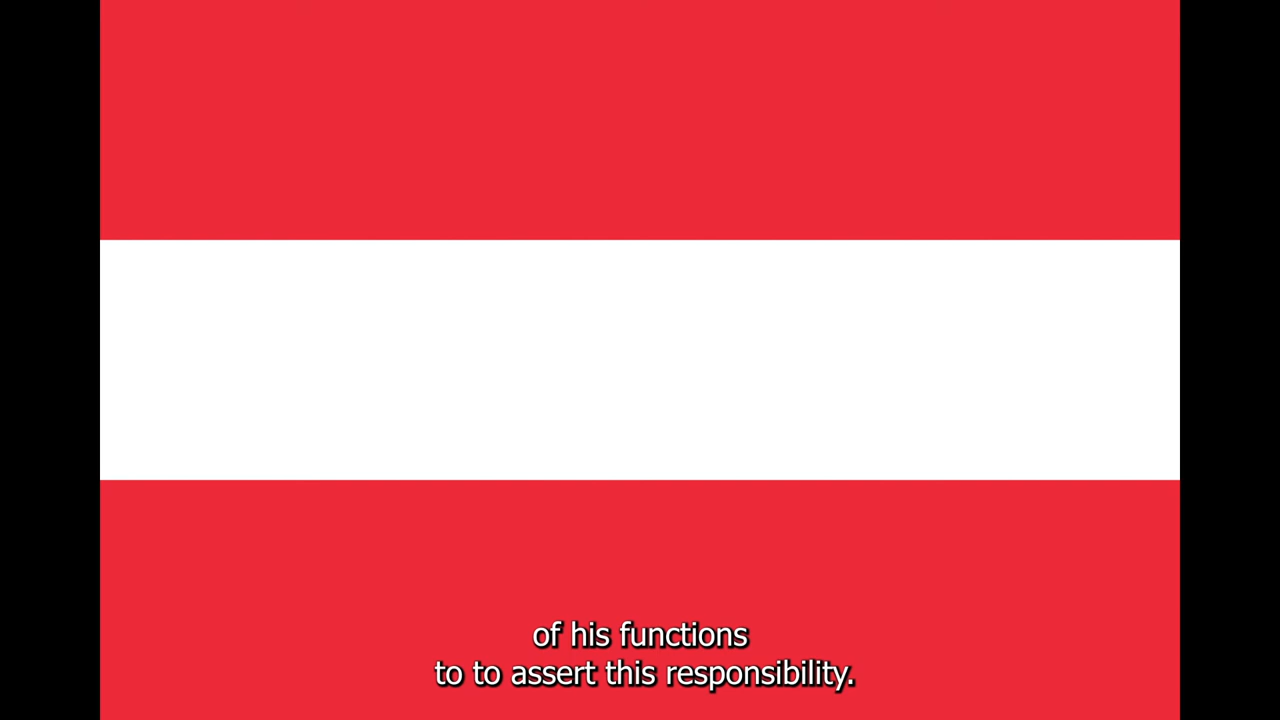 of his functions
to to assert this responsibility.